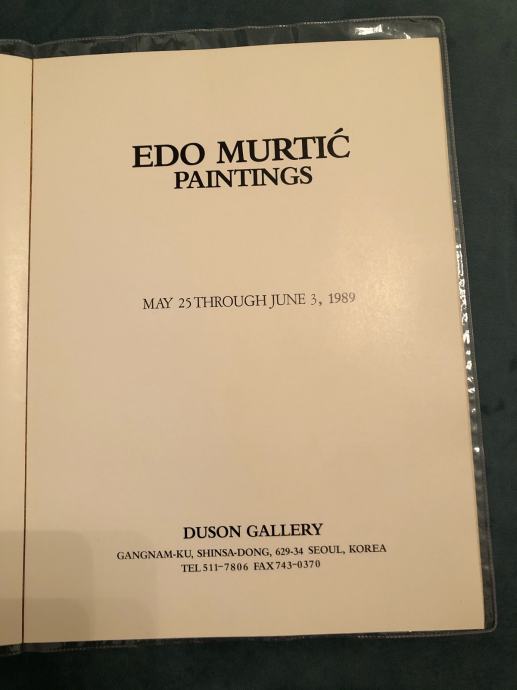 EDO MURTIĆ
PAINTINGS
MAY 25 THROUGH JUNE 3, 1989
DUSON GALLERY
GANGNAM-KU, SHINSA-DONG, 629-34 SEOUL, KOREA
TEL 511-7806 FAX 743-0370